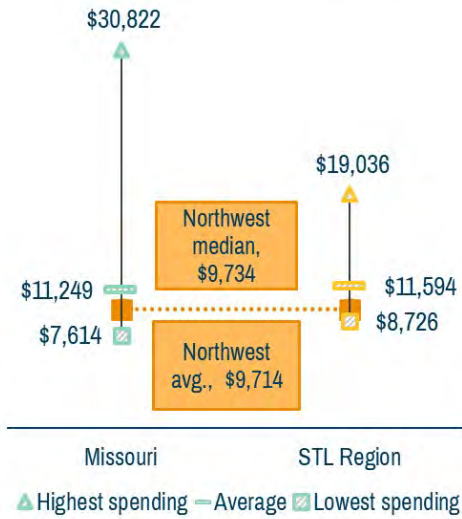 $30,822
$19,036
Northwest
median,
$9,734
$11,249
$11,594
$7,614
$8,726
Northwest
avg., $9,714
Missouri
STL Region
Highest spending
Average
Lowest spending